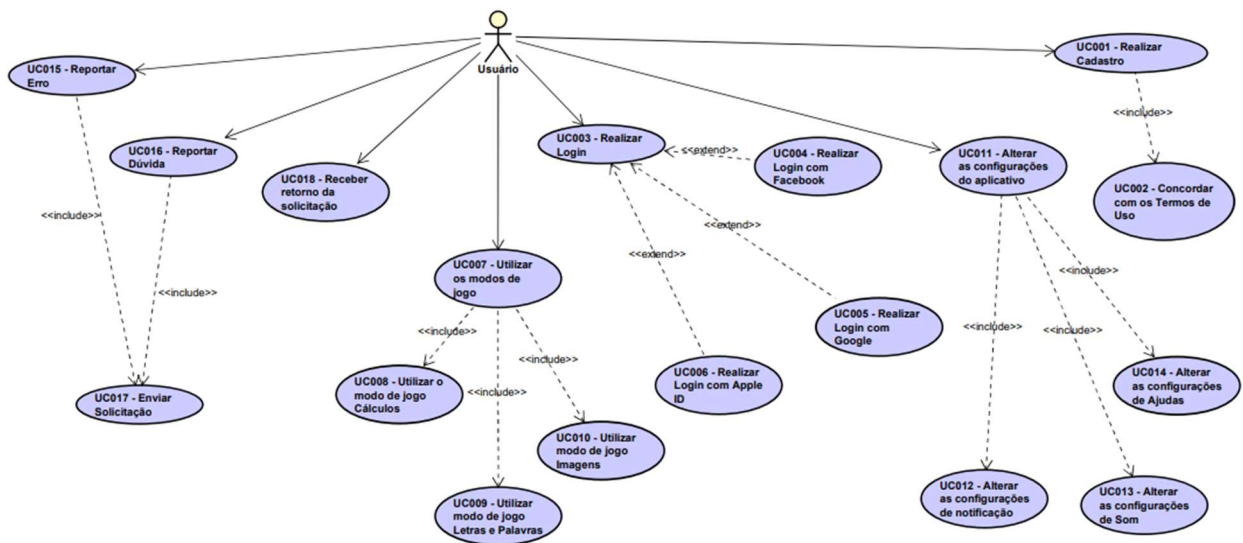 Usuário
UC015 - Reportar
Erro
UC001 - Realizar
Cadastro
<<include>>
UC016 - Reportar
Dúvida
UC018 - Receber
retorno da
solicitação
UC003 - Realizar
Login
<<extend>>
UC004 - Realizar
Login com
Facebook
UC011 - Alterar
as configurações
do aplicativo
UC002 - Concordar
com os Termos de
Uso
<<include>>
<<include>>
<<extend>>
<<extend>>
UC007 - Utilizar
os modos de
jogo
<<include>>
<<include>>
<<include>>
UC005 - Realizar
Login com
Google
<<include>>
<<include>>
<<include>>
UC008 - Utilizar o
modo de jogo
Cálculos
UC006 - Realizar
Login com Apple
ID
UC014 - Alterar
as configurações
de Ajudas
UC017 - Enviar
Solicitação
UC010 - Utilizar
modo de jogo
Imagens
UC009 - Utilizar
modo de jogo
Letras e Palavras
UC012 - Alterar
as configurações
de notificação
UC013 - Alterar
as configurações
de Som